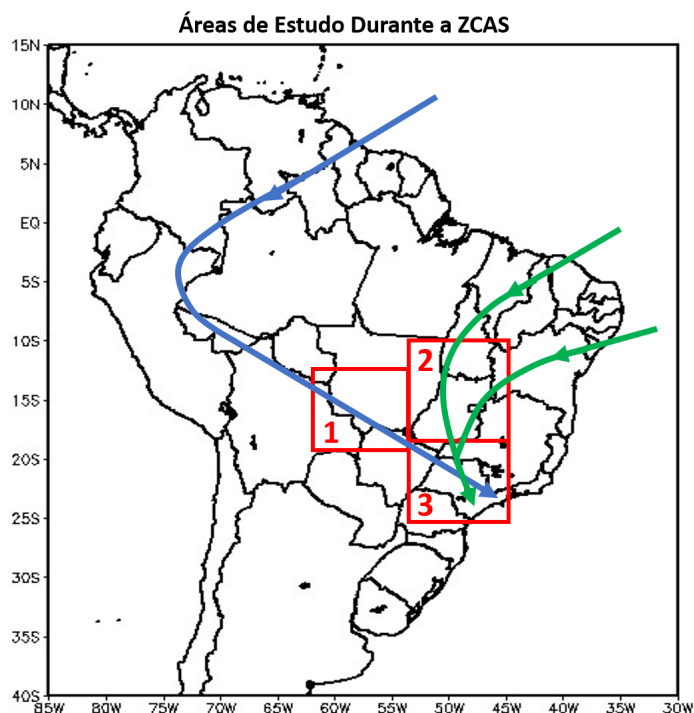 Áreas de Estudo Durante a ZCAS
15N
10N
5N
EQ
5S
10S
15S
20S
25S
30S
35S
40S
2
1
3
85W 80W 75W 70W 65W 60W 55W 50W 45W 40W 35W 30W